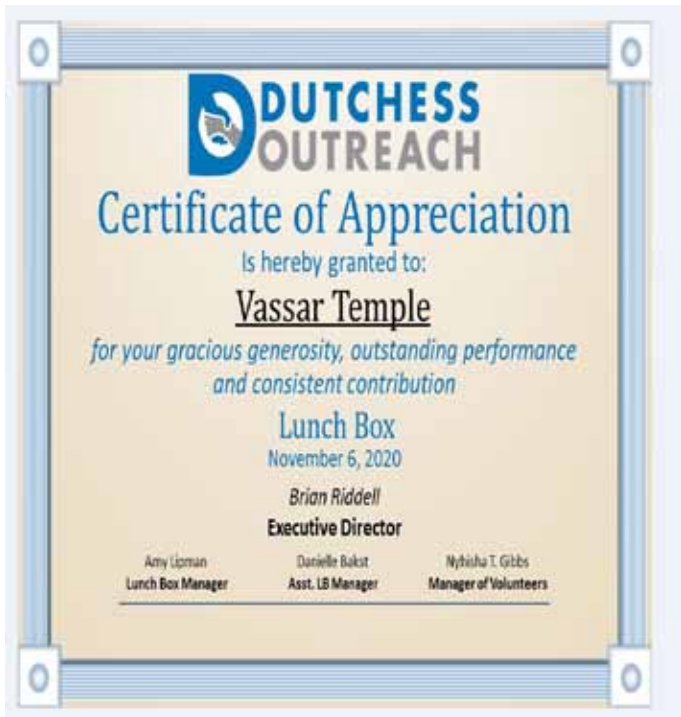 DUTCHESS
OUTREACH
Certificate of Appreciation
Is hereby granted to:
Vassar Temple
for your gracious generosity, outstanding performance
and consistent contribution
Lunch Box
November 6, 2020
Brian Riddell
Executive Director
Amy Lipman Danielle Bakst Nyhisha T. Gibbs
Lunch Box Manager Asst. LB Manager Manager of Volunteers